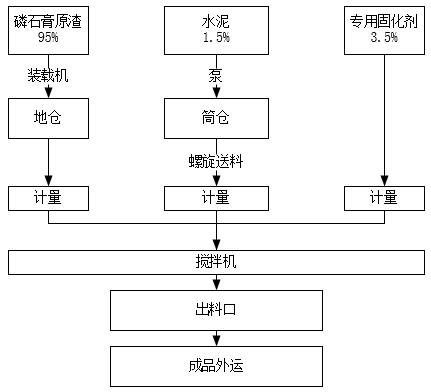 磷石膏原渣
95%
水泥
1.5%
专用固化剂
3.5%
装载机
泵
地仓
筒仓
螺旋送料
计量
计量
计量
搅拌机
出料口
成品外运